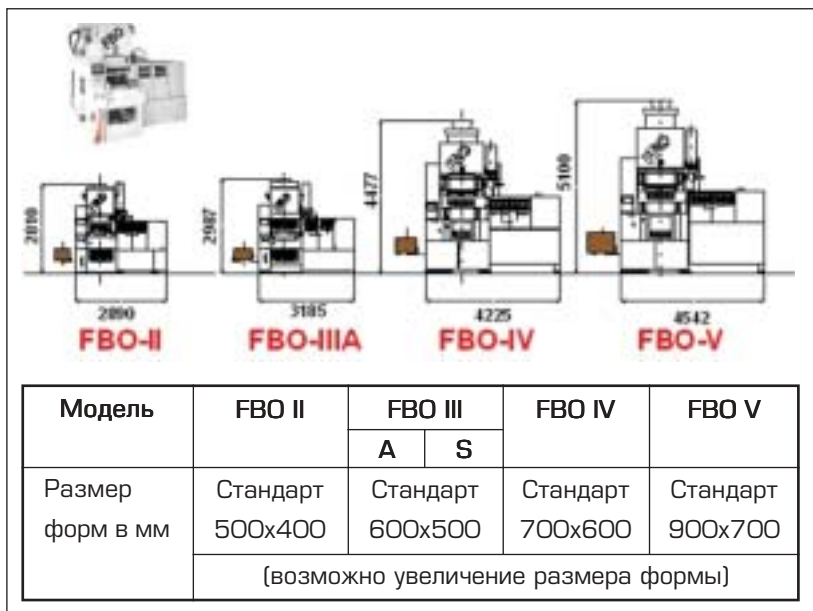 FBO
4477
5100
2987
2890
3185
4225
4542
FBO-II
FBO-IIIA
FBO-IV
FBO-V
Модель
FBO II
FBO III
FBO IV
FBO V
A
S
Размер форм в мм
Стандарт 500x400
Стандарт 600x500
Стандарт 700x600
Стандарт 900x700
(возможно увеличение размера формы)